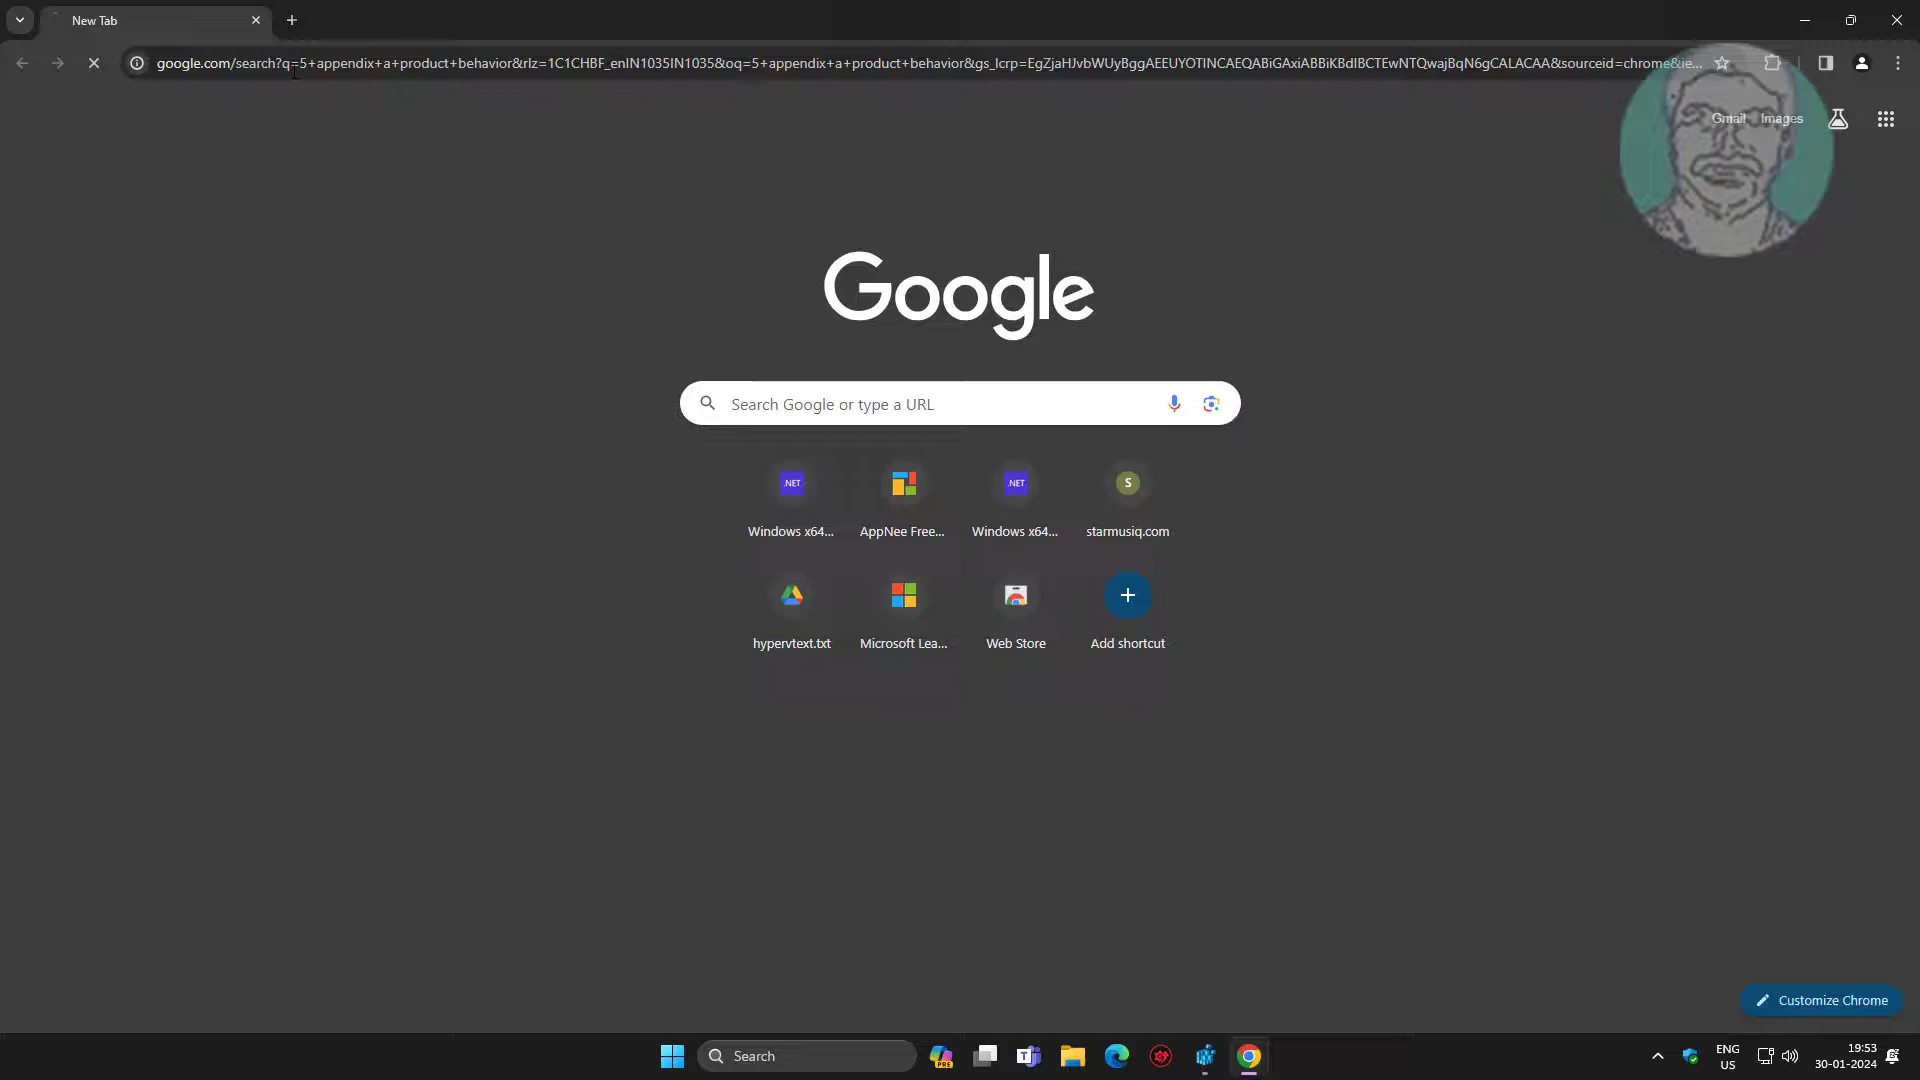 New Tab
google.com/search?q=5+appendix+a+product+behavior&rlz=1C1CHBF_enIN1035IN1035&oq=5+appendix+a+product+behavior&gs_lcrp=EgZjaHJvbWUyBggAEEUYOTINCAEQABiGAxiABBiKBdIBCTEwNTQwajBqN6gCALACAA&sourceid=chrome&ie...
Gmail Images
Google
Search Google or type a URL
.NET .NET S
Windows x64... AppNee Free... Windows x64... starmusiq.com
hypervtext.txt Microsoft Lea... Web Store Add shortcut
Customize Chrome
Search
PRE
T
ENG
US
19:53
30-01-2024